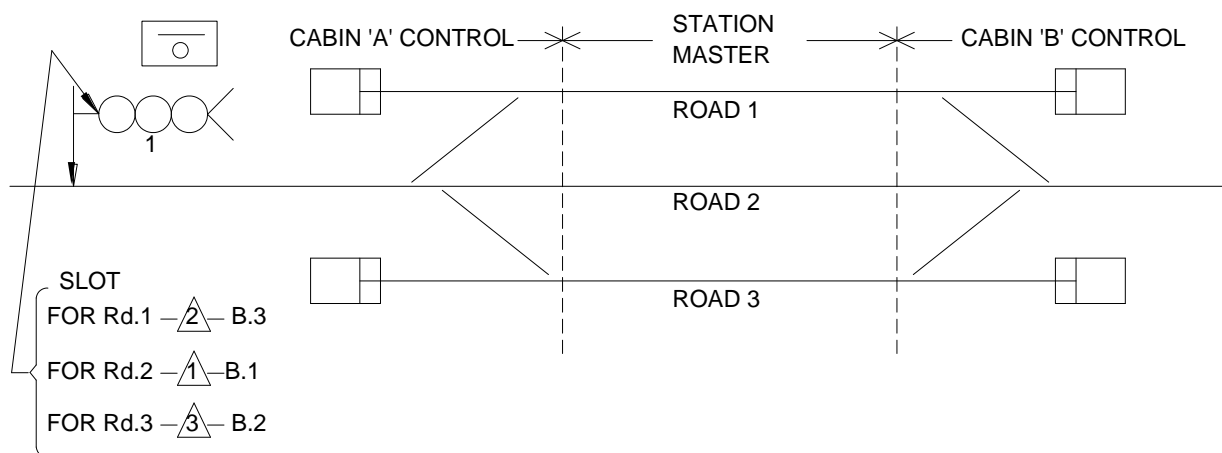 CABIN 'A' CONTROL
STATION
MASTER
CABIN 'B' CONTROL
ROAD 1
1
ROAD 2
ROAD 3
SLOT
FOR Rd.1 2 B.3
FOR Rd.2 1 B.1
FOR Rd.3 3 B.2